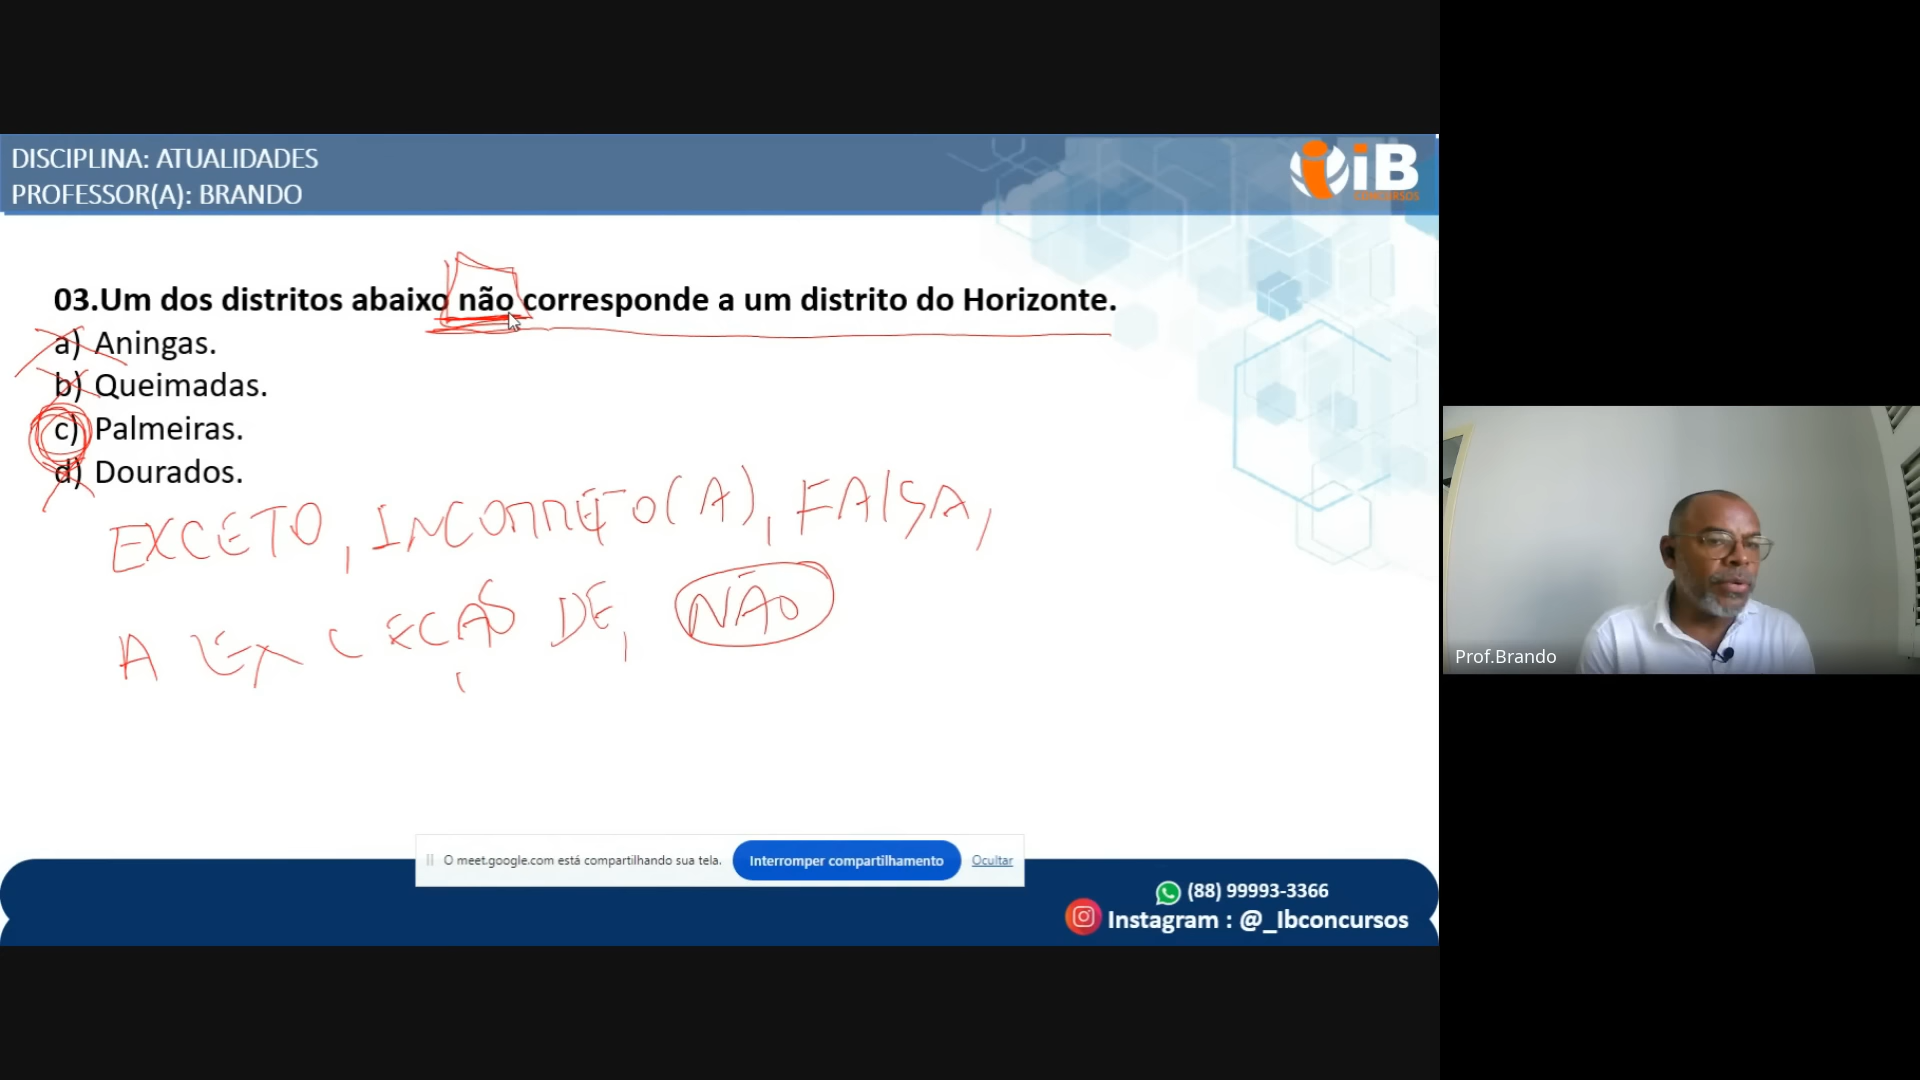 DISCIPLINA: ATUALIDADES
PROFESSOR(A): BRANDO
iB
CONCURSOS
03.Um dos distritos abaixo não corresponde a um distrito do Horizonte.
a) Aningas.
b) Queimadas.
c) Palmeiras.
d) Dourados.
EXCETO, INCORRETO(A), FALSA,
A DE, NÃO
Prof.Brando
O meet.google.com está compartilhando sua tela. Interromper compartilhamento Ocultar
(88) 99993-3366
Instagram : @_Ibconcursos